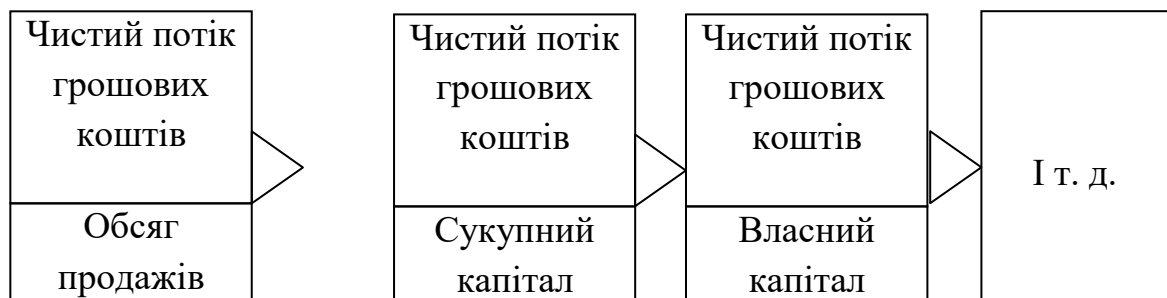 Чистий потік
грошових
коштів
Обсяг
продажів
Чистий потік
грошових
коштів
Сукупний
капітал
Чистий потік
грошових
коштів
Власний
капітал
І т. д.